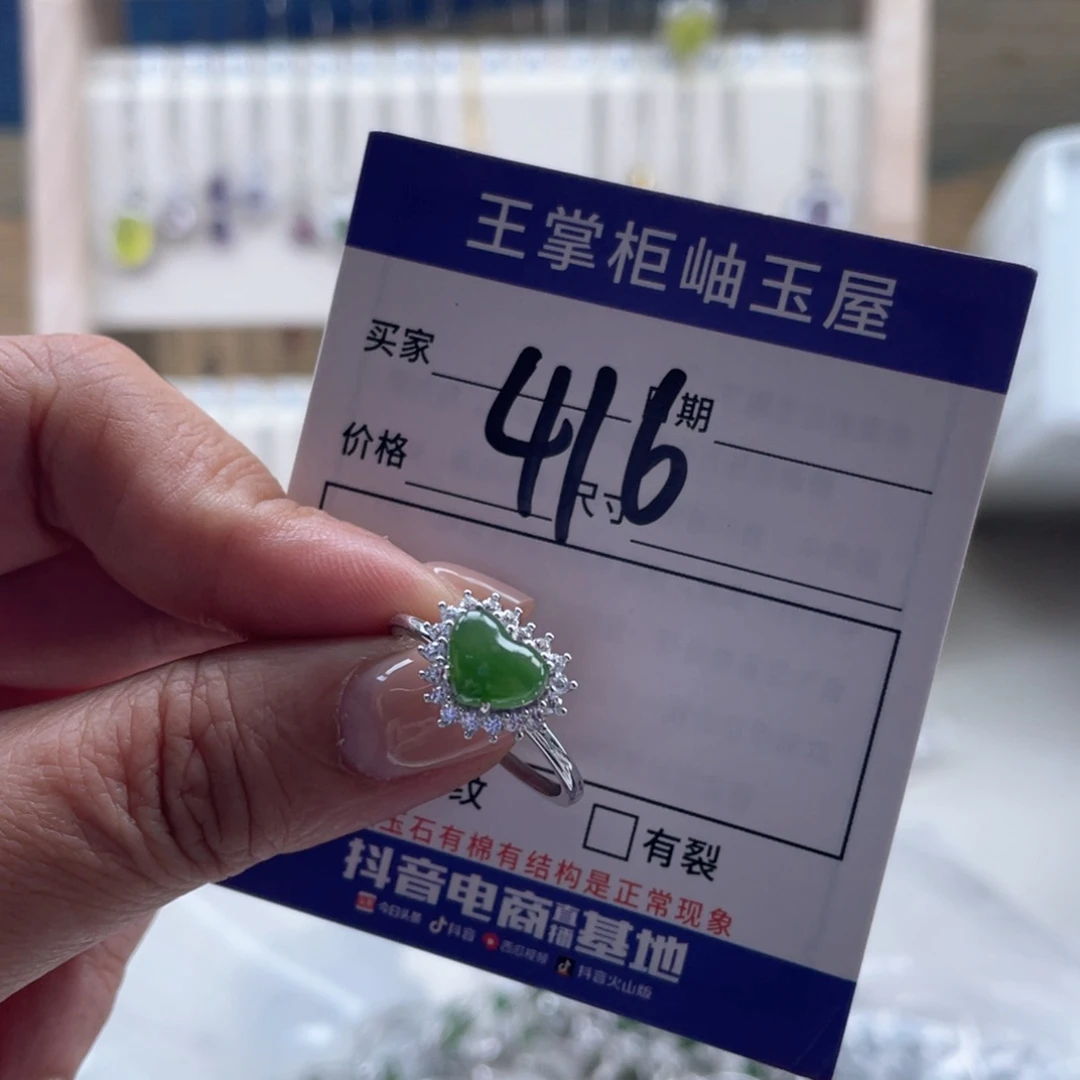 王掌柜岫玉屋
买家 日期
416
价格 尺寸
纹 有裂
玉石有棉有结构是正常现象
抖音电商直播基地
今日头条 抖音 西瓜视频 抖音火山版